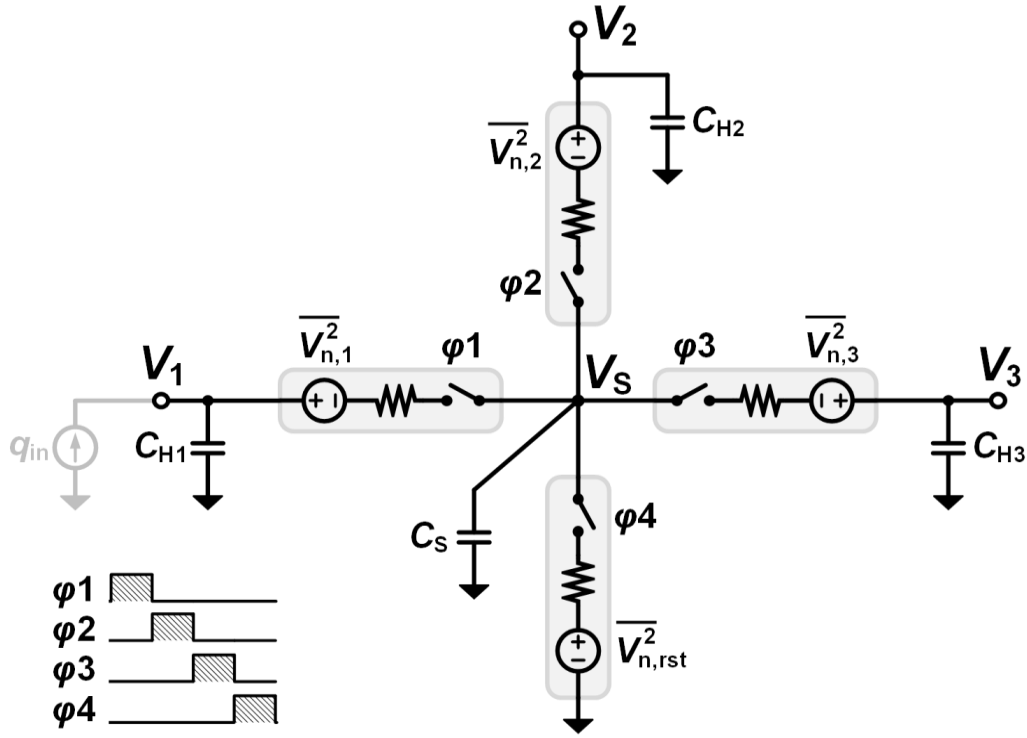 V2
V²n,2
CH2
φ2
V²n,1
φ1
φ3
V²n,3
V1
VS
V3
qin
CH1
CH3
CS
φ4
V²n,rst
φ1
φ2
φ3
φ4